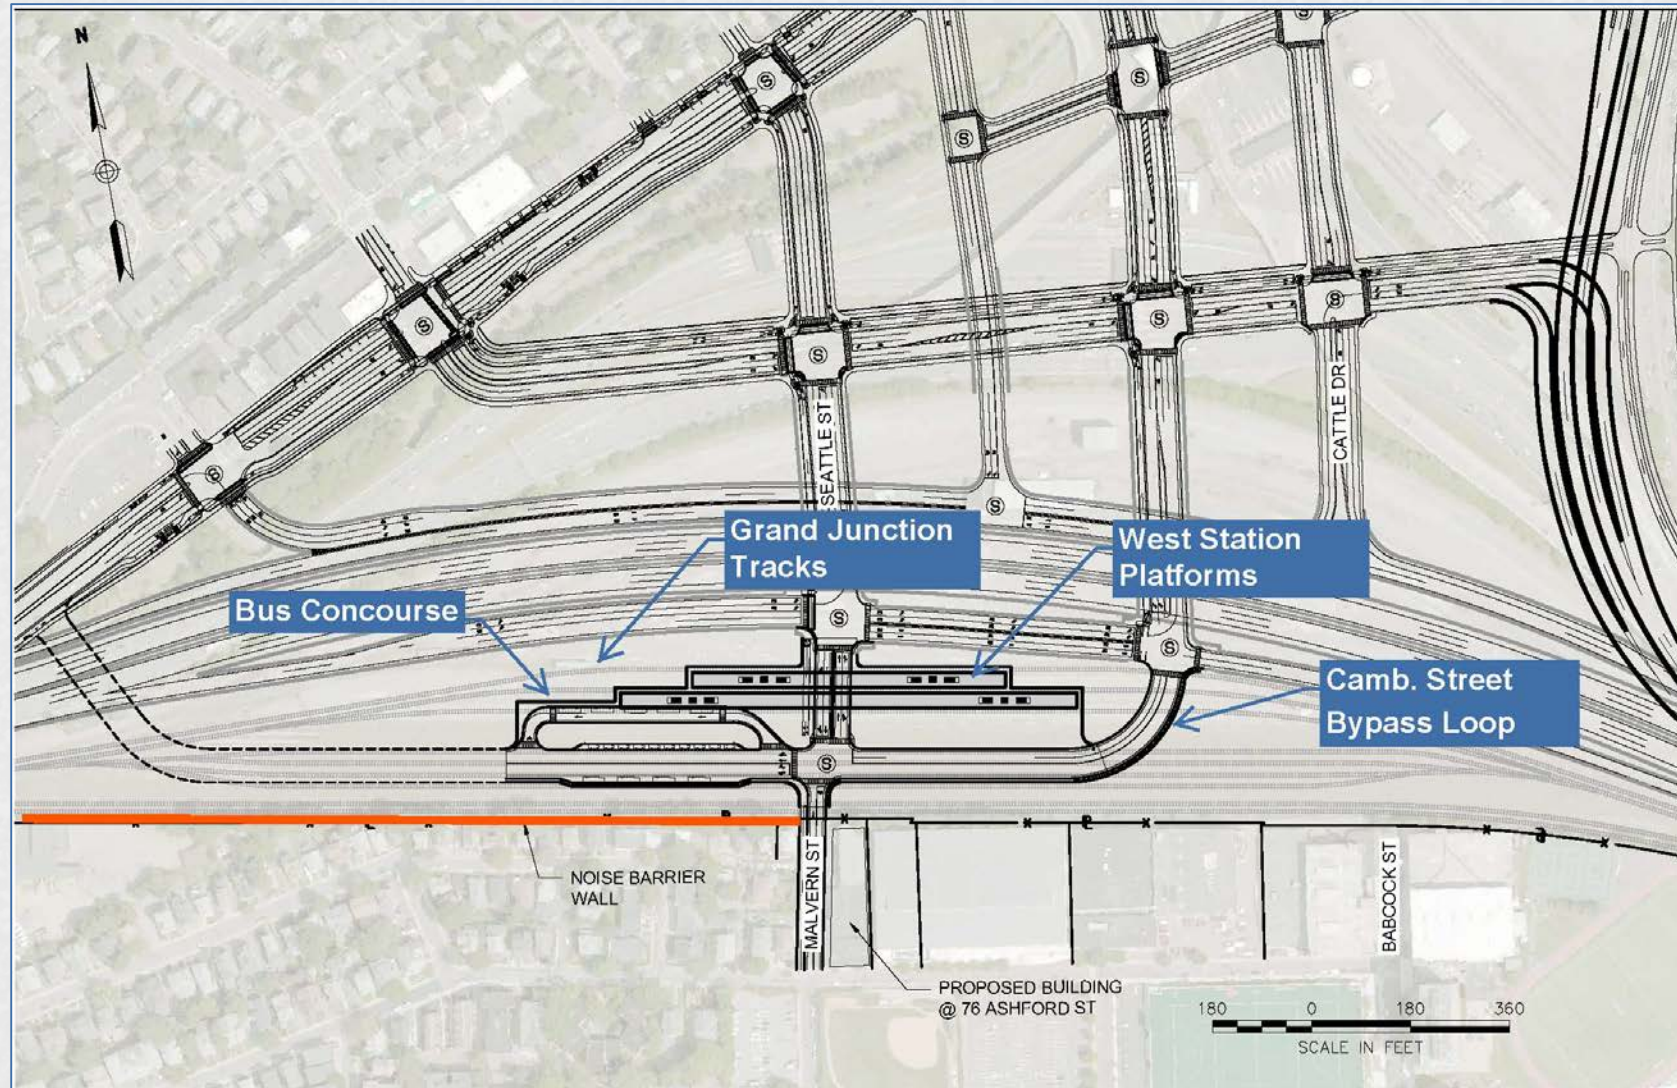 N
S
S
S
S
S
S
S
S
SEATTLE ST
CATTLE DR
S
S
Grand Junction
Tracks
West Station
Platforms
Bus Concourse
S
S
Camb. Street
Bypass Loop
S
NOISE BARRIER
WALL
MALVERN ST
BABCOCK ST
PROPOSED BUILDING
@ 76 ASHFORD ST
180 0 180 360
SCALE IN FEET